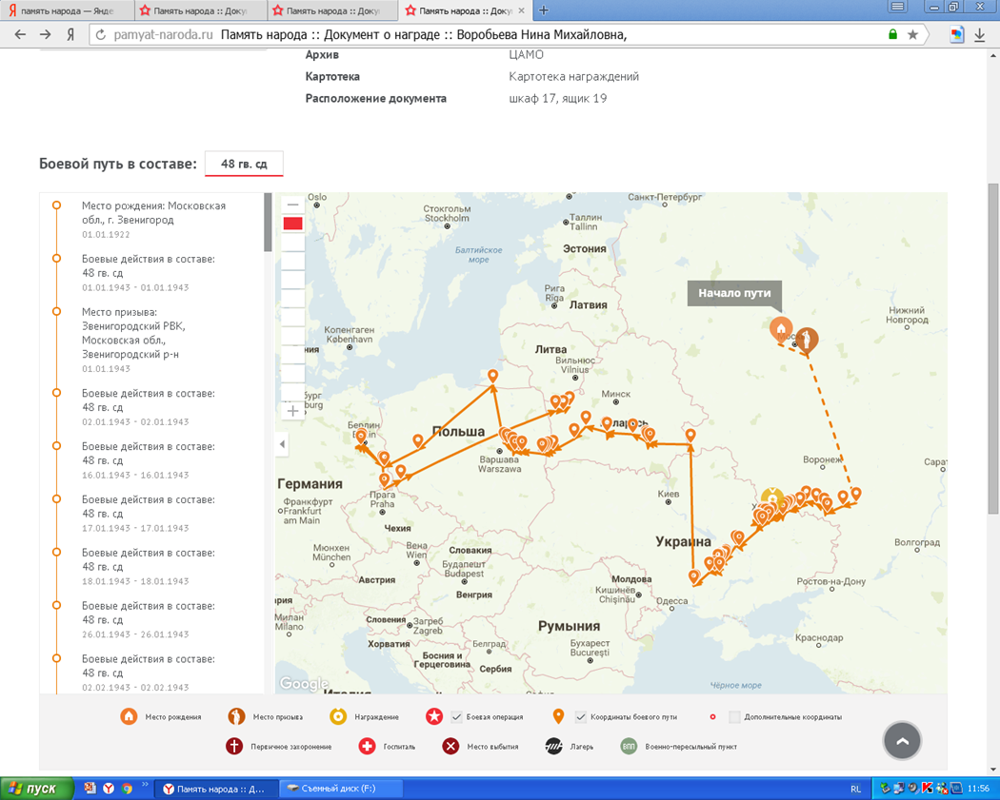 память народа — Янде
Память народа :: Доку
Память народа :: Доку
Память народа :: Доку
pamyat-naroda.ru Память народа :: Документ о награде :: Воробьева Нина Михайловна,
Архив ЦАМО
Картотека Картотека награждений
Расположение документа шкаф 17, ящик 19
Боевой путь в составе: 48 гв. сд
Место рождения: Московская
обл., г. Звенигород
01.01.1922
Боевые действия в составе:
48 гв. сд
01.01.1943 - 01.01.1943
Место призыва:
Звенигородский РВК,
Московская обл.,
Звенигородский р-н
01.01.1943
Боевые действия в составе:
48 гв. сд
02.01.1943 - 02.01.1943
Боевые действия в составе:
48 гв. сд
16.01.1943 - 16.01.1943
Боевые действия в составе:
48 гв. сд
17.01.1943 - 17.01.1943
Боевые действия в составе:
48 гв. сд
18.01.1943 - 18.01.1943
Боевые действия в составе:
48 гв. сд
26.01.1943 - 26.01.1943
Боевые действия в составе:
48 гв. сд
02.02.1943 - 02.02.1943
Oslo
Стокгольм
Stockholm
Санкт-Петербург
Таллин
Tallinn
Эстония
Балтийское
море
Рига
Rīga
Латвия
Начало пути
Нижний
Новгород
Копенгаген
København
Литва
Вильнюс
Vilnius
Минск
Берлин
Польша
Варшава
Warszawa
Воронеж
Германия
Франкфурт
Frankfurt
am Main
Прага
Praha
Чехия
Киев
Украина
Волгоград
Мюнхен
München
Вена
Wien
Словакия
Будапешт
Budapest
Австрия
Венгрия
Молдова
Кишинёв
Chișinău
Одесса
Ростов-на-Дону
Милан
Milano
Словения
Загреб
Zagreb
Хорватия
Румыния
Краснодар
Босния и
Герцеговина
Белград
Сербия
Бухарест
București
Чёрное море
Google
Место рождения
Место призыва
Награждение
Боевая операция
Координаты боевого пути
Дополнительные координаты
Первичное захоронение
Госпиталь
Место выбытия
Лагерь
ВПП Военно-пересыльный пункт
пуск
Память народа :: Д...
Съемный диск (F:)
RL
11:56